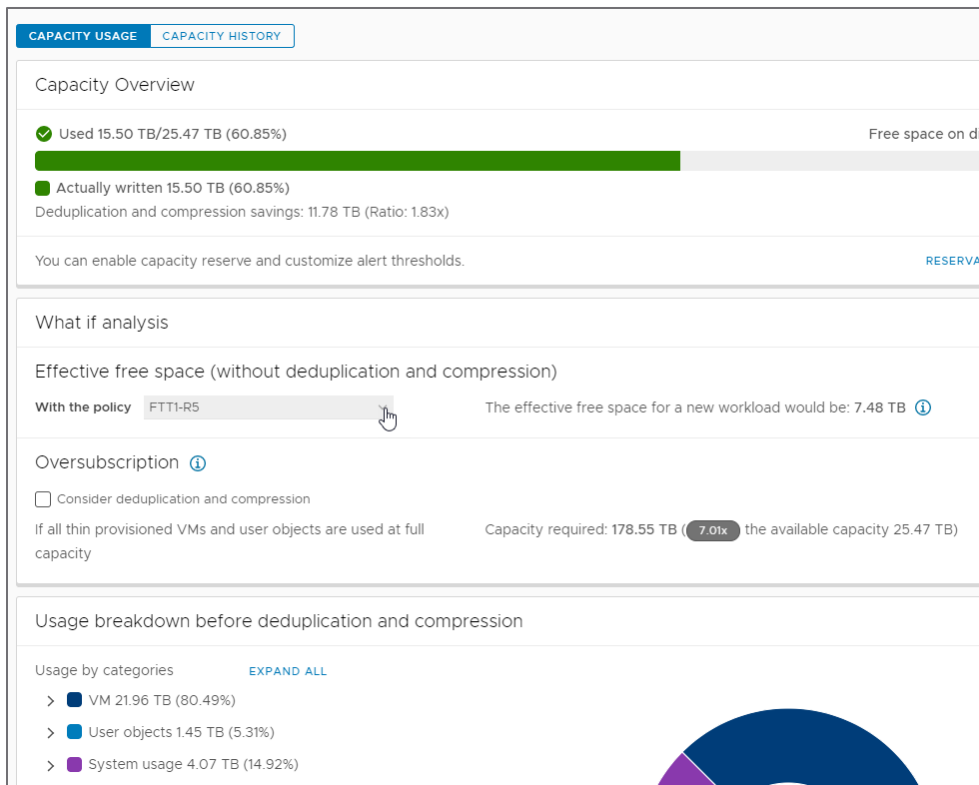 CAPACITY USAGE CAPACITY HISTORY
Capacity Overview
Used 15.50 TB/25.47 TB (60.85%) Free space on d
Actually written 15.50 TB (60.85%)
Deduplication and compression savings: 11.78 TB (Ratio: 1.83x)
You can enable capacity reserve and customize alert thresholds. RESERVA
What if analysis
Effective free space (without deduplication and compression)
With the policy FTT1-R5 The effective free space for a new workload would be: 7.48 TB
Oversubscription
Consider deduplication and compression
If all thin provisioned VMs and user objects are used at full Capacity required: 178.55 TB ( 7.01x the available capacity 25.47 TB)
capacity
Usage breakdown before deduplication and compression
Usage by categories EXPAND ALL
VM 21.96 TB (80.49%)
User objects 1.45 TB (5.31%)
System usage 4.07 TB (14.92%)